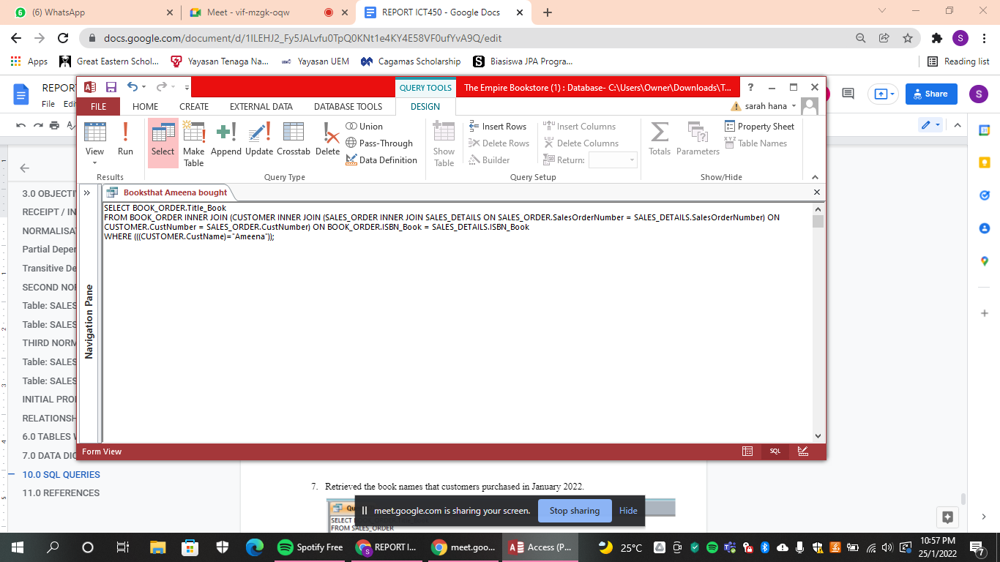 (6) WhatsApp
Meet - vif-mzgk-oqw
REPORT ICT450 - Google Docs
docs.google.com/document/d/1ILEHJ2_Fy5JALvfu0TpQ0KNt1e4KY4E58VF0ufYvA9Q/edit
S
Apps
Great Eastern Schol...
Yayasan Tenaga Na...
Yayasan UEM
Cagamas Scholarship
Biasiswa JPA Progra...
Reading list
REPORT
File Edi
Share
S
QUERY TOOLS
The Empire Bookstore (1) : Database- C:\Users\Owner\Downloads\T...
FILE
HOME
CREATE
EXTERNAL DATA
DATABASE TOOLS
DESIGN
sarah hana
View
Run
Select
Make Table
Append
Update
Crosstab
Delete
Union
Pass-Through
Data Definition
Show Table
Insert Rows
Delete Rows
Builder
Insert Columns
Delete Columns
Return:
Totals
Parameters
Property Sheet
Table Names
Results
Query Type
Query Setup
Show/Hide
Booksthat Ameena bought
SELECT BOOK_ORDER.Title_Book
FROM BOOK_ORDER INNER JOIN (CUSTOMER INNER JOIN (SALES_ORDER INNER JOIN SALES_DETAILS ON SALES_ORDER.SalesOrderNumber = SALES_DETAILS.SalesOrderNumber) ON
CUSTOMER.CustNumber = SALES_ORDER.CustNumber) ON BOOK_ORDER.ISBN_Book = SALES_DETAILS.ISBN_Book
WHERE (((CUSTOMER.CustName)="Ameena"));
Navigation Pane
Form View
SQL
3.0 OBJECTI
RECEIPT / IN
NORMALISAT
Partial Deper
Transitive De
SECOND NOR
Table: SALES
Table: SALES
THIRD NORM
Table: SALES
Table: SALES
INITIAL PROI
RELATIONSH
6.0 TABLES W
7.0 DATA DIC
10.0 SQL QUERIES
11.0 REFERENCES
7. Retrieved the book names that customers purchased in January 2022.
Qu
SELECT
FROM SALES_ORDER
meet.google.com is sharing your screen.
Stop sharing
Hide
Spotify Free
REPORT I...
meet.goo...
Access (P...
25°C
10:57 PM
25/1/2022
7